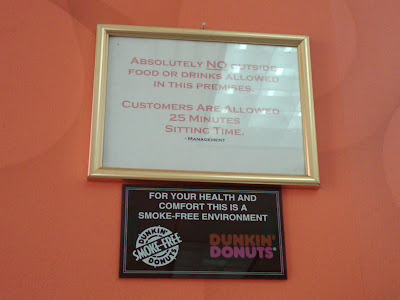 ABSOLUTELY NO OUTSIDE
FOOD OR DRINKS ALLOWED
IN THIS PREMISES.
CUSTOMERS ARE ALLOWED
25 MINUTES
SITTING TIME.
- MANAGEMENT
FOR YOUR HEALTH AND
COMFORT THIS IS A
SMOKE-FREE ENVIRONMENT
DUNKIN'
SMOKE-FREE
DONUTS
DUNKIN'
DONUTS